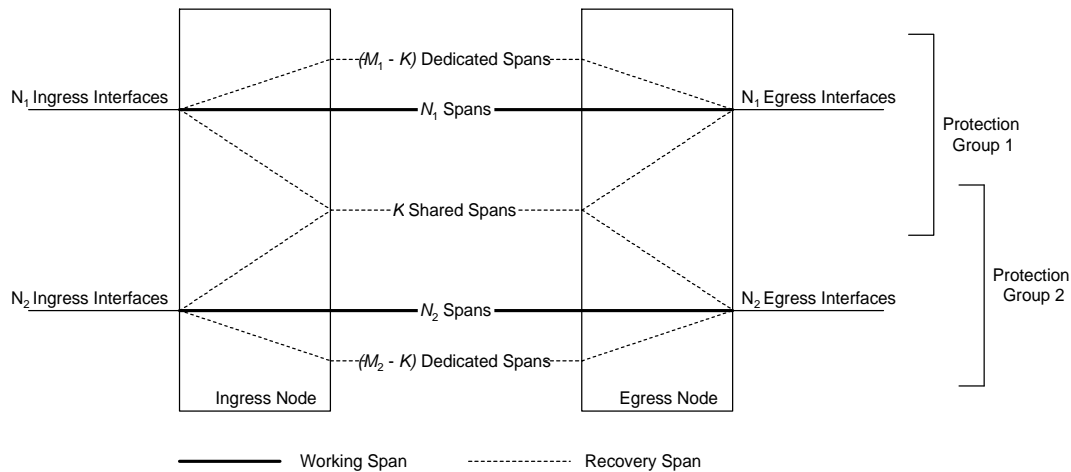 (M1 - K) Dedicated Spans
N1 Ingress Interfaces
N1 Spans
N1 Egress Interfaces
Protection
Group 1
K Shared Spans
Protection
Group 2
N2 Ingress Interfaces
N2 Spans
N2 Egress Interfaces
(M2 - K) Dedicated Spans
Ingress Node
Egress Node
Working Span
Recovery Span